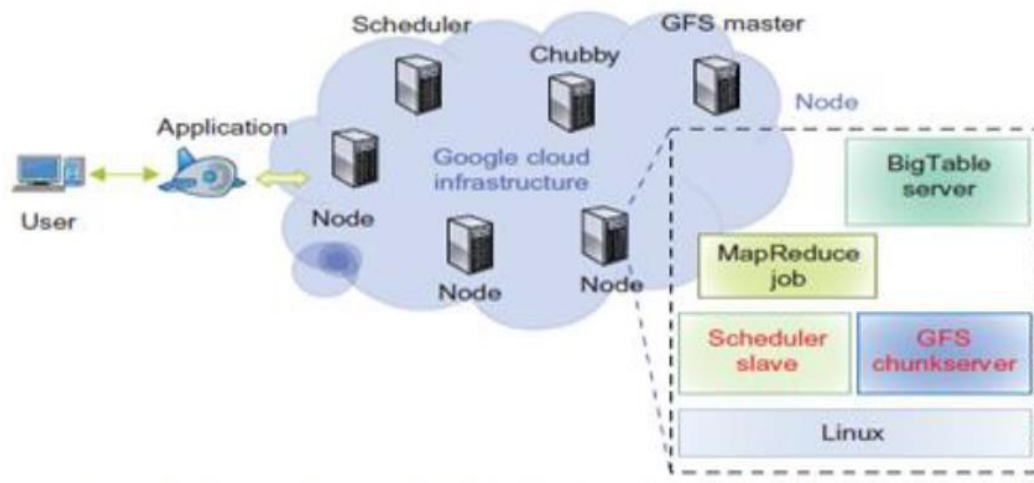 Scheduler
GFS master
Chubby
Node
Application
Google cloud
infrastructure
User
Node
Node
Node
BigTable
server
MapReduce
job
Scheduler
slave
GFS
chunkserver
Linux